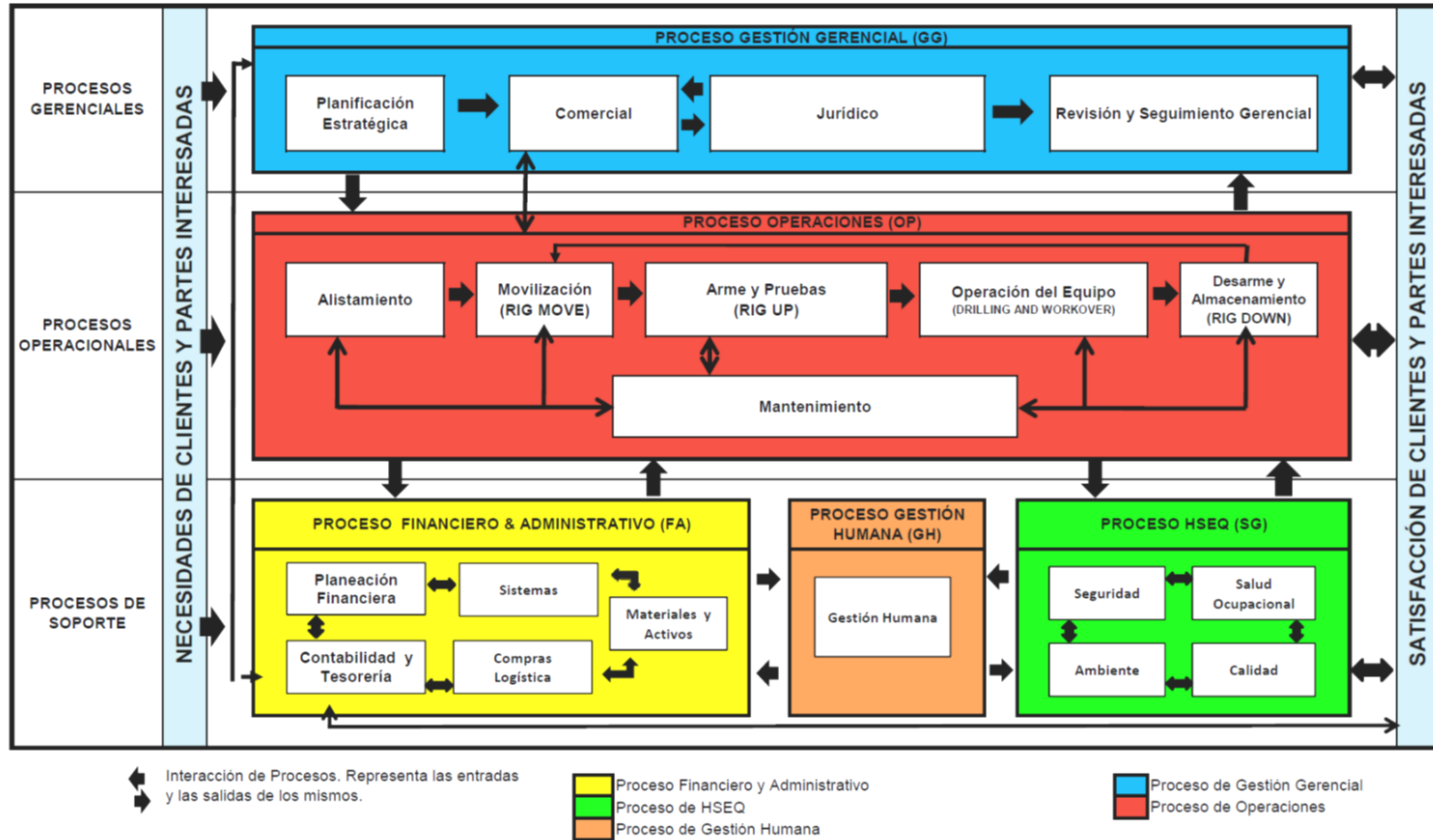 PROCESOS
GERENCIALES
PROCESOS
OPERACIONALES
PROCESOS DE
SOPORTE
NECESIDADES DE CLIENTES Y PARTES INTERESADAS
PROCESO GESTIÓN GERENCIAL (GG)
Planificación
Estratégica
Comercial
Jurídico
Revisión y Seguimiento Gerencial
PROCESO OPERACIONES (OP)
Alistamiento
Movilización
(RIG MOVE)
Arme y Pruebas
(RIG UP)
Operación del Equipo
(DRILLING AND WORKOVER)
Desarme y
Almacenamiento
(RIG DOWN)
Mantenimiento
PROCESO FINANCIERO & ADMINISTRATIVO (FA)
Planeación
Financiera
Sistemas
Materiales y
Activos
Contabilidad y
Tesorería
Compras
Logística
PROCESO GESTIÓN
HUMANA (GH)
Gestión Humana
PROCESO HSEQ (SG)
Seguridad
Salud
Ocupacional
Ambiente
Calidad
SATISFACCIÓN DE CLIENTES Y PARTES INTERESADAS
Interacción de Procesos. Representa las entradas
y las salidas de los mismos.
Proceso Financiero y Administrativo
Proceso de HSEQ
Proceso de Gestión Humana
Proceso de Gestión Gerencial
Proceso de Operaciones